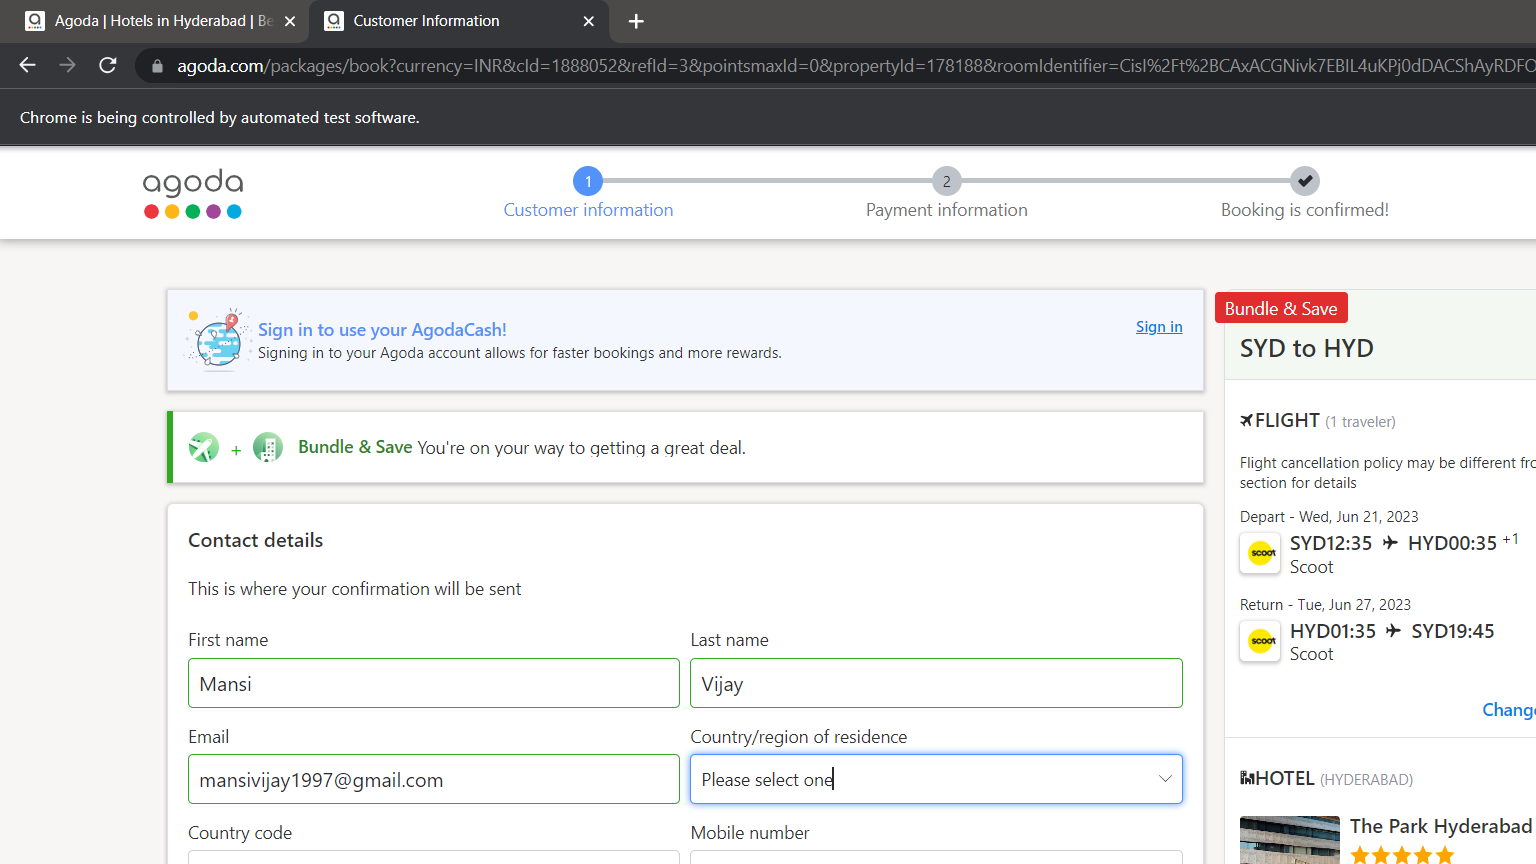 Agoda | Hotels in Hyderabad | Be
Customer Information
agoda.com/packages/book?currency=INR&cId=1888052&refId=3&pointsmaxId=0&propertyId=178188&roomIdentifier=CisI%2Ft%2BCAxACGNivk7EBIL4uKPj0dDACShAyRDFO
Chrome is being controlled by automated test software.
agoda
1
2
Customer information
Payment information
Booking is confirmed!
Sign in to use your AgodaCash!
Sign in
Signing in to your Agoda account allows for faster bookings and more rewards.
+ Bundle & Save You're on your way to getting a great deal.
Contact details
This is where your confirmation will be sent
First name
Last name
Mansi
Vijay
Email
Country/region of residence
mansivijay1997@gmail.com
Please select one
Country code
Mobile number
Bundle & Save
SYD to HYD
FLIGHT (1 traveler)
Flight cancellation policy may be different fro
section for details
Depart - Wed, Jun 21, 2023
scoot
SYD12:35 HYD00:35 +1
Scoot
Return - Tue, Jun 27, 2023
scoot
HYD01:35 SYD19:45
Scoot
Change
HOTEL (HYDERABAD)
The Park Hyderabad